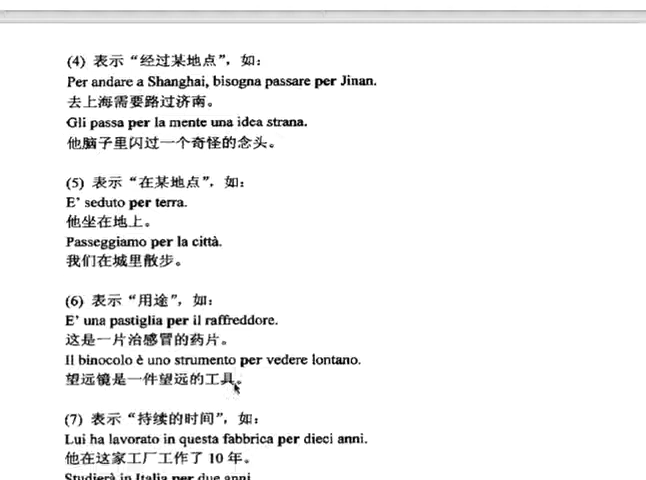 (4) 表示“经过某地点”，如：
Per andare a Shanghai, bisogna passare per Jinan.
去上海需要路过济南。
Gli passa per la mente una idea strana.
他脑子里闪过一个奇怪的念头。
(5) 表示“在某地点”，如：
E’ seduto per terra.
他坐在地上。
Passeggiamo per la città.
我们在城里散步。
(6) 表示“用途”，如：
E’ una pastiglia per il raffreddore.
这是一片治感冒的药片。
Il binocolo è uno strumento per vedere lontano.
望远镜是一件望远的工具。
(7) 表示“持续的时间”，如：
Lui ha lavorato in questa fabbrica per dieci anni.
他在这家工厂工作了 10 年。
Studierà in Italia per due anni